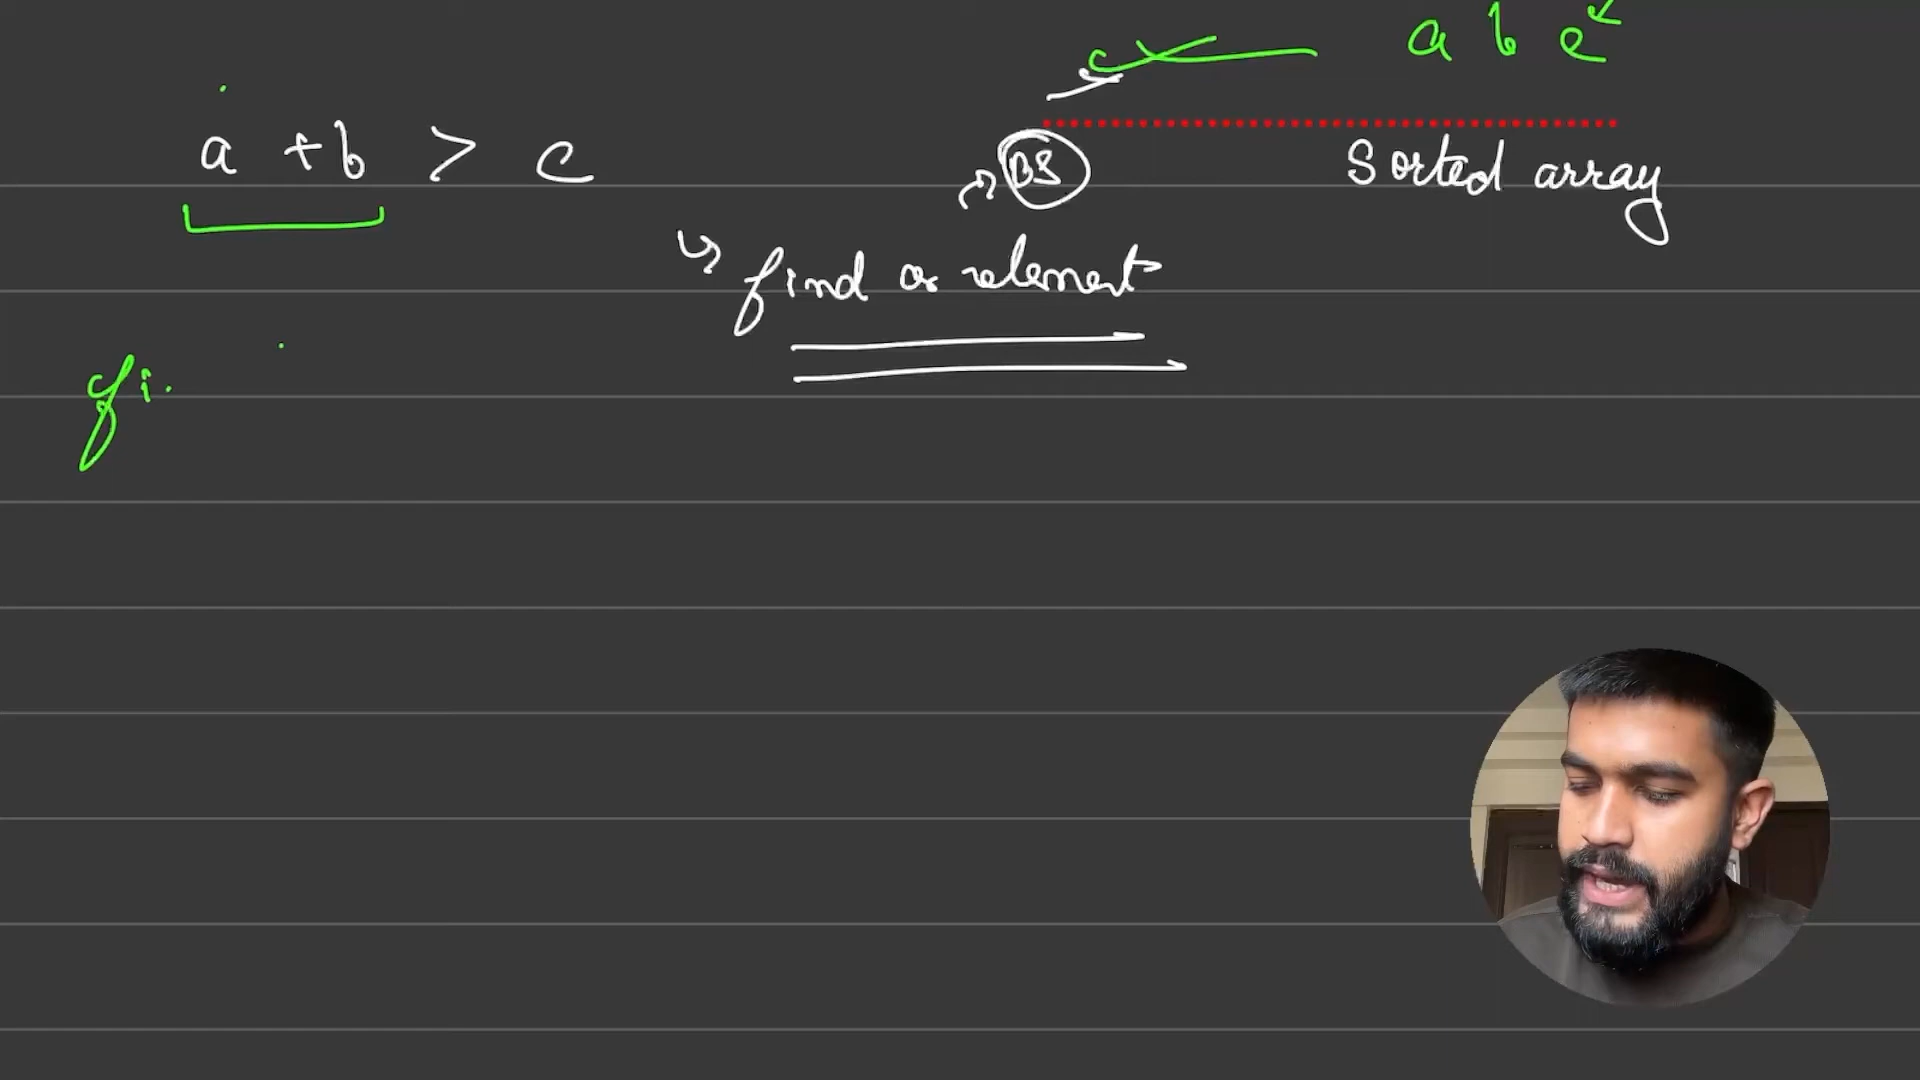 a b c
a + b > c
BS
Sorted array
find an element
fi